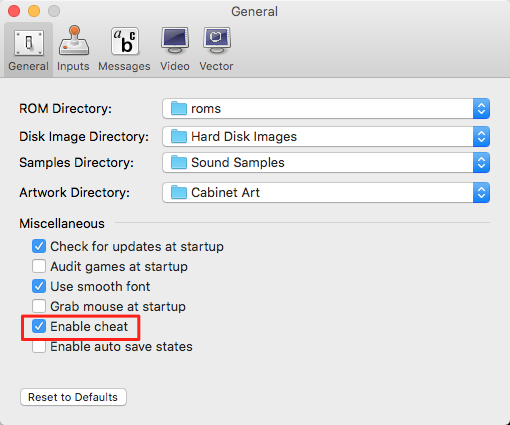 General
abc
General Inputs Messages Video Vector
ROM Directory: roms
Disk Image Directory: Hard Disk Images
Samples Directory: Sound Samples
Artwork Directory: Cabinet Art
Miscellaneous
Check for updates at startup
Audit games at startup
Use smooth font
Grab mouse at startup
Enable cheat
Enable auto save states
Reset to Defaults